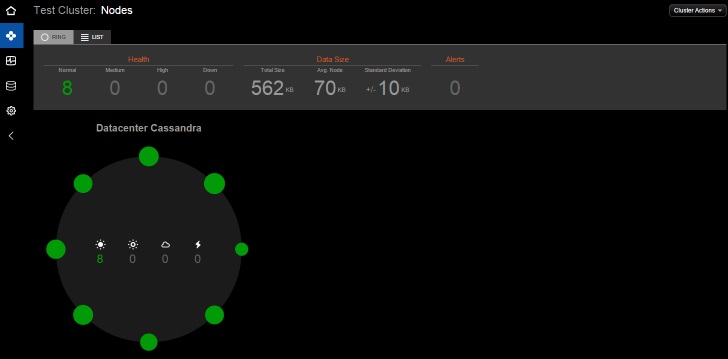 Test Cluster: Nodes
Cluster Actions
RING LIST
Health Data Size Alerts
Normal Medium High Down Total Size Avg. Node Standard Deviation
8 0 0 0 562 KB 70 KB +/- 10 KB 0
Datacenter Cassandra
8 0 0 0